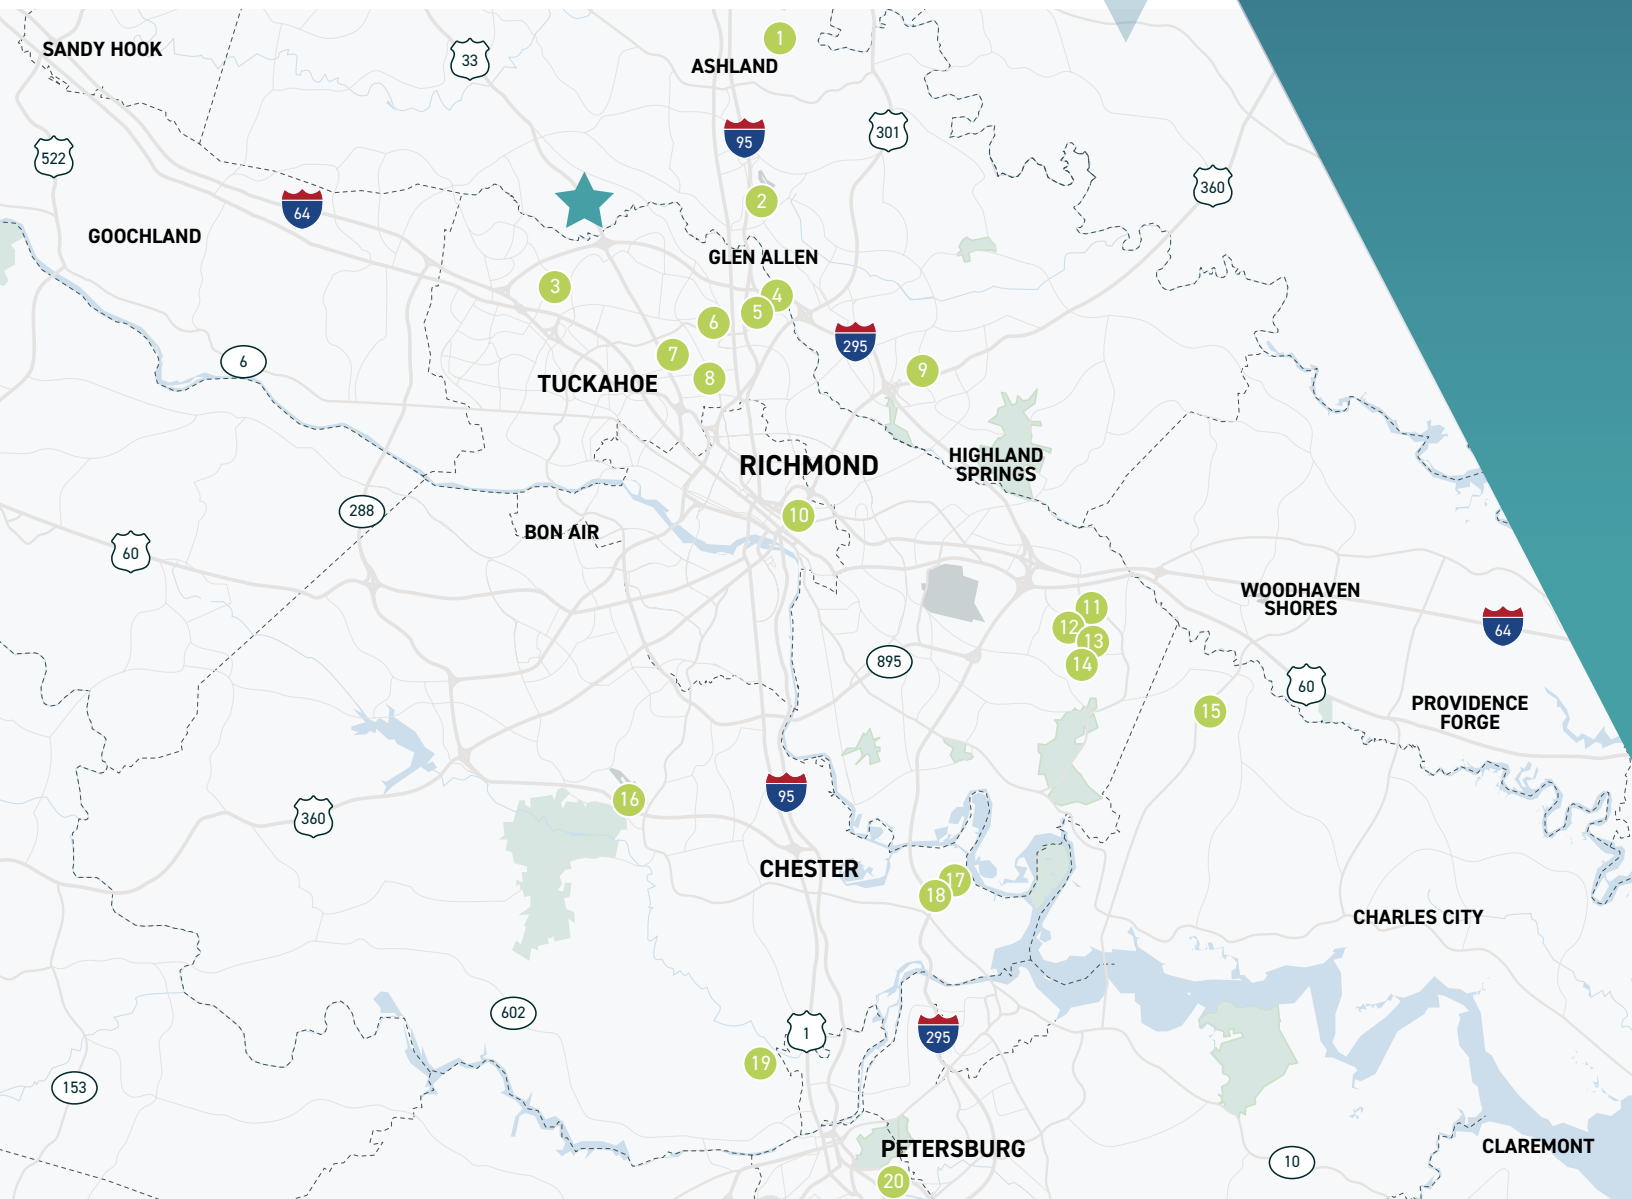 1
SANDY HOOK
33
ASHLAND
95
301
522
360
64
2
GOOCHLAND
GLEN ALLEN
3
4
5
6
295
7
6
9
8
TUCKAHOE
HIGHLAND
SPRINGS
RICHMOND
288
10
BON AIR
60
WOODHAVEN
SHORES
11
12
13
64
14
895
60
15
PROVIDENCE
FORGE
16
95
360
CHESTER
17
18
CHARLES CITY
602
1
295
19
153
PETERSBURG
CLAREMONT
10
20